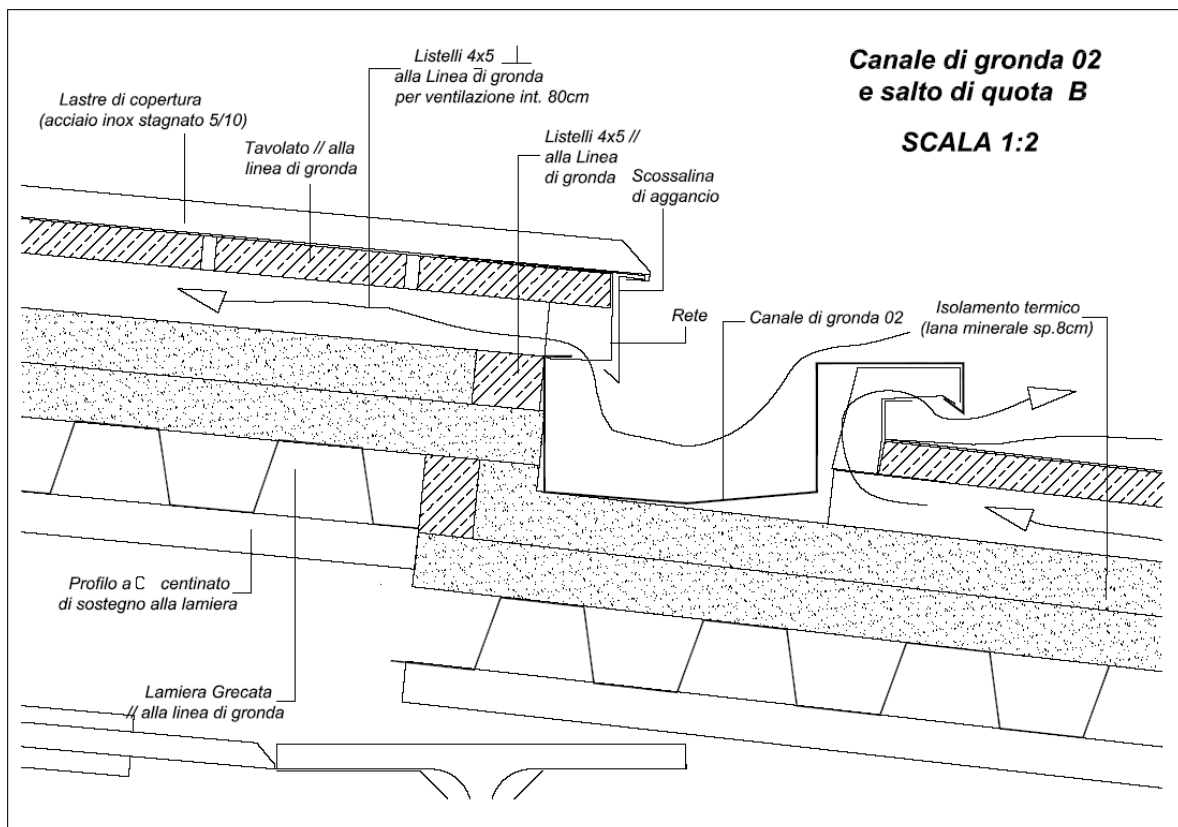 Canale di gronda 02
e salto di quota B
SCALA 1:2
Listelli 4x5 ⊥
alla Linea di gronda
per ventilazione int. 80cm
Lastre di copertura
(acciaio inox stagnato 5/10)
Tavolato // alla
linea di gronda
Listelli 4x5 //
alla Linea
di gronda
Scossalina
di aggancio
Rete
Canale di gronda 02
Isolamento termico
(lana minerale sp.8cm)
Profilo a C centinato
di sostegno alla lamiera
Lamiera Grecata
// alla linea di gronda